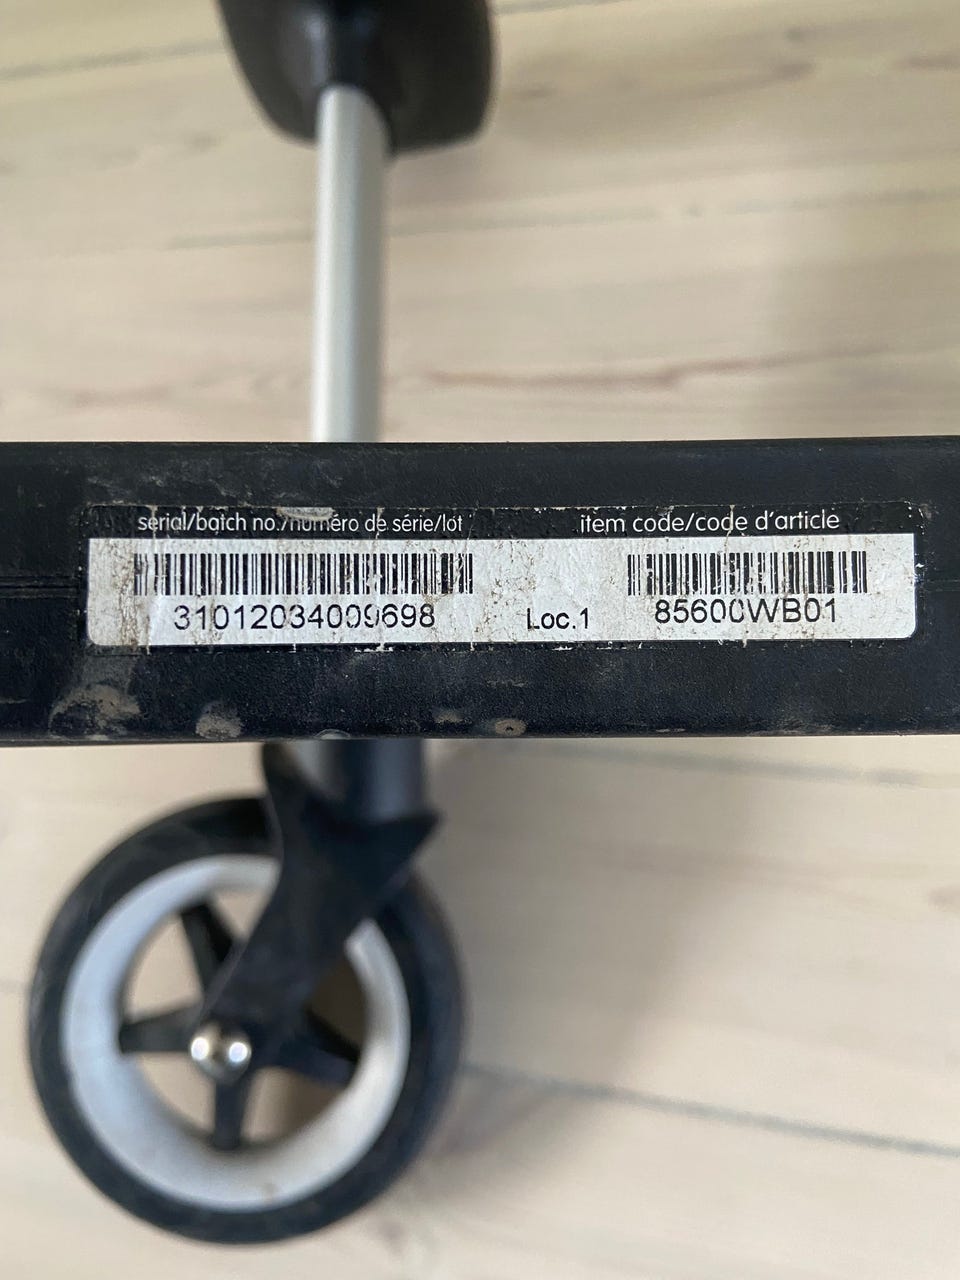 serial/batch no./numéro de série/lot
item code/code d'article
31012034009698
Loc.1
85600WB01